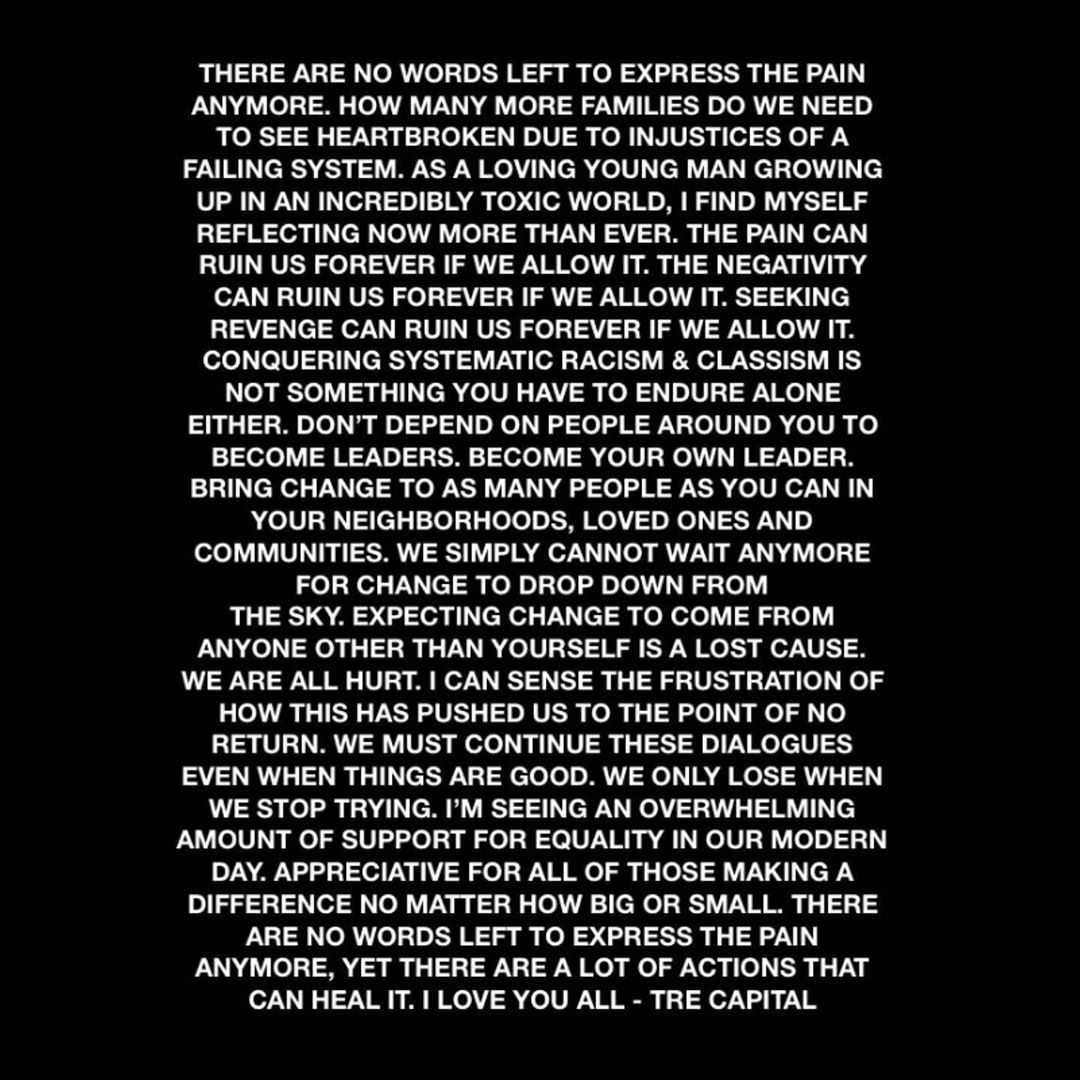 THERE ARE NO WORDS LEFT TO EXPRESS THE PAIN
ANYMORE. HOW MANY MORE FAMILIES DO WE NEED
TO SEE HEARTBROKEN DUE TO INJUSTICES OF A
FAILING SYSTEM. AS A LOVING YOUNG MAN GROWING
UP IN AN INCREDIBLY TOXIC WORLD, I FIND MYSELF
REFLECTING NOW MORE THAN EVER. THE PAIN CAN
RUIN US FOREVER IF WE ALLOW IT. THE NEGATIVITY
CAN RUIN US FOREVER IF WE ALLOW IT. SEEKING
REVENGE CAN RUIN US FOREVER IF WE ALLOW IT.
CONQUERING SYSTEMATIC RACISM & CLASSISM IS
NOT SOMETHING YOU HAVE TO ENDURE ALONE
EITHER. DON’T DEPEND ON PEOPLE AROUND YOU TO
BECOME LEADERS. BECOME YOUR OWN LEADER.
BRING CHANGE TO AS MANY PEOPLE AS YOU CAN IN
YOUR NEIGHBORHOODS, LOVED ONES AND
COMMUNITIES. WE SIMPLY CANNOT WAIT ANYMORE
FOR CHANGE TO DROP DOWN FROM
THE SKY. EXPECTING CHANGE TO COME FROM
ANYONE OTHER THAN YOURSELF IS A LOST CAUSE.
WE ARE ALL HURT. I CAN SENSE THE FRUSTRATION OF
HOW THIS HAS PUSHED US TO THE POINT OF NO
RETURN. WE MUST CONTINUE THESE DIALOGUES
EVEN WHEN THINGS ARE GOOD. WE ONLY LOSE WHEN
WE STOP TRYING. I’M SEEING AN OVERWHELMING
AMOUNT OF SUPPORT FOR EQUALITY IN OUR MODERN
DAY. APPRECIATIVE FOR ALL OF THOSE MAKING A
DIFFERENCE NO MATTER HOW BIG OR SMALL. THERE
ARE NO WORDS LEFT TO EXPRESS THE PAIN
ANYMORE, YET THERE ARE A LOT OF ACTIONS THAT
CAN HEAL IT. I LOVE YOU ALL - TRE CAPITAL